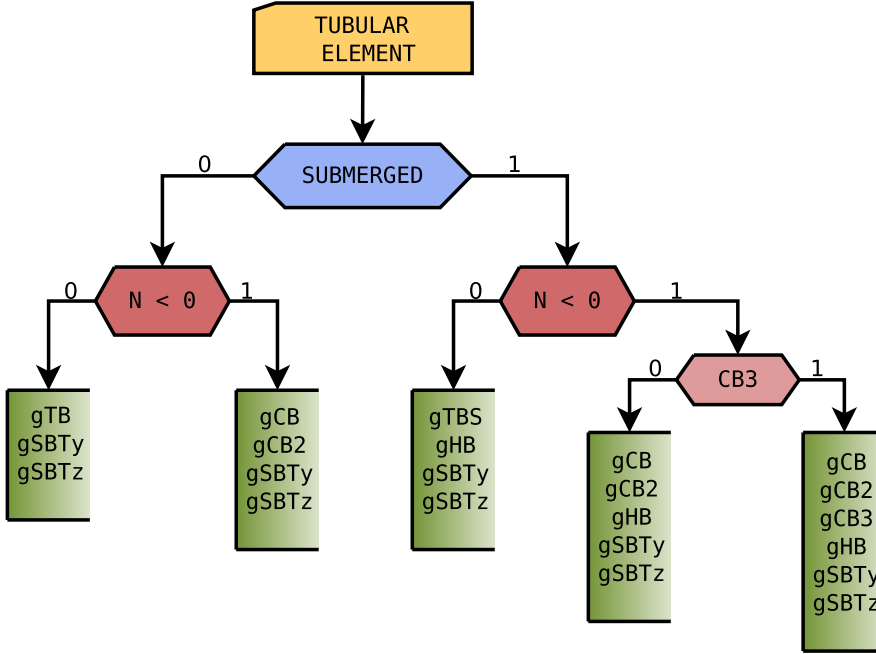 TUBULAR
ELEMENT
0
SUBMERGED
1
0
N < 0
1
0
N < 0
1
0
CB3
1
gTB
gSBTy
gSBTz
gCB
gCB2
gSBTy
gSBTz
gTBS
gHB
gSBTy
gSBTz
gCB
gCB2
gHB
gSBTy
gSBTz
gCB
gCB2
gCB3
gHB
gSBTy
gSBTz